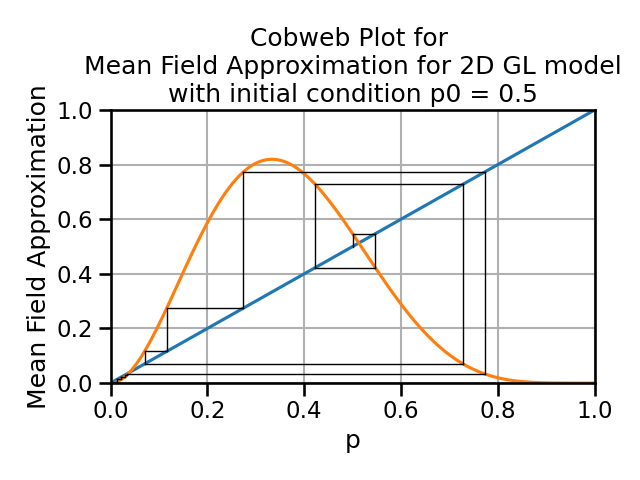 Cobweb Plot for
Mean Field Approximation for 2D GL model
with initial condition p0 = 0.5
Mean Field Approximation
1.0
0.8
0.6
0.4
0.2
0.0
0.0 0.2 0.4 0.6 0.8 1.0
p